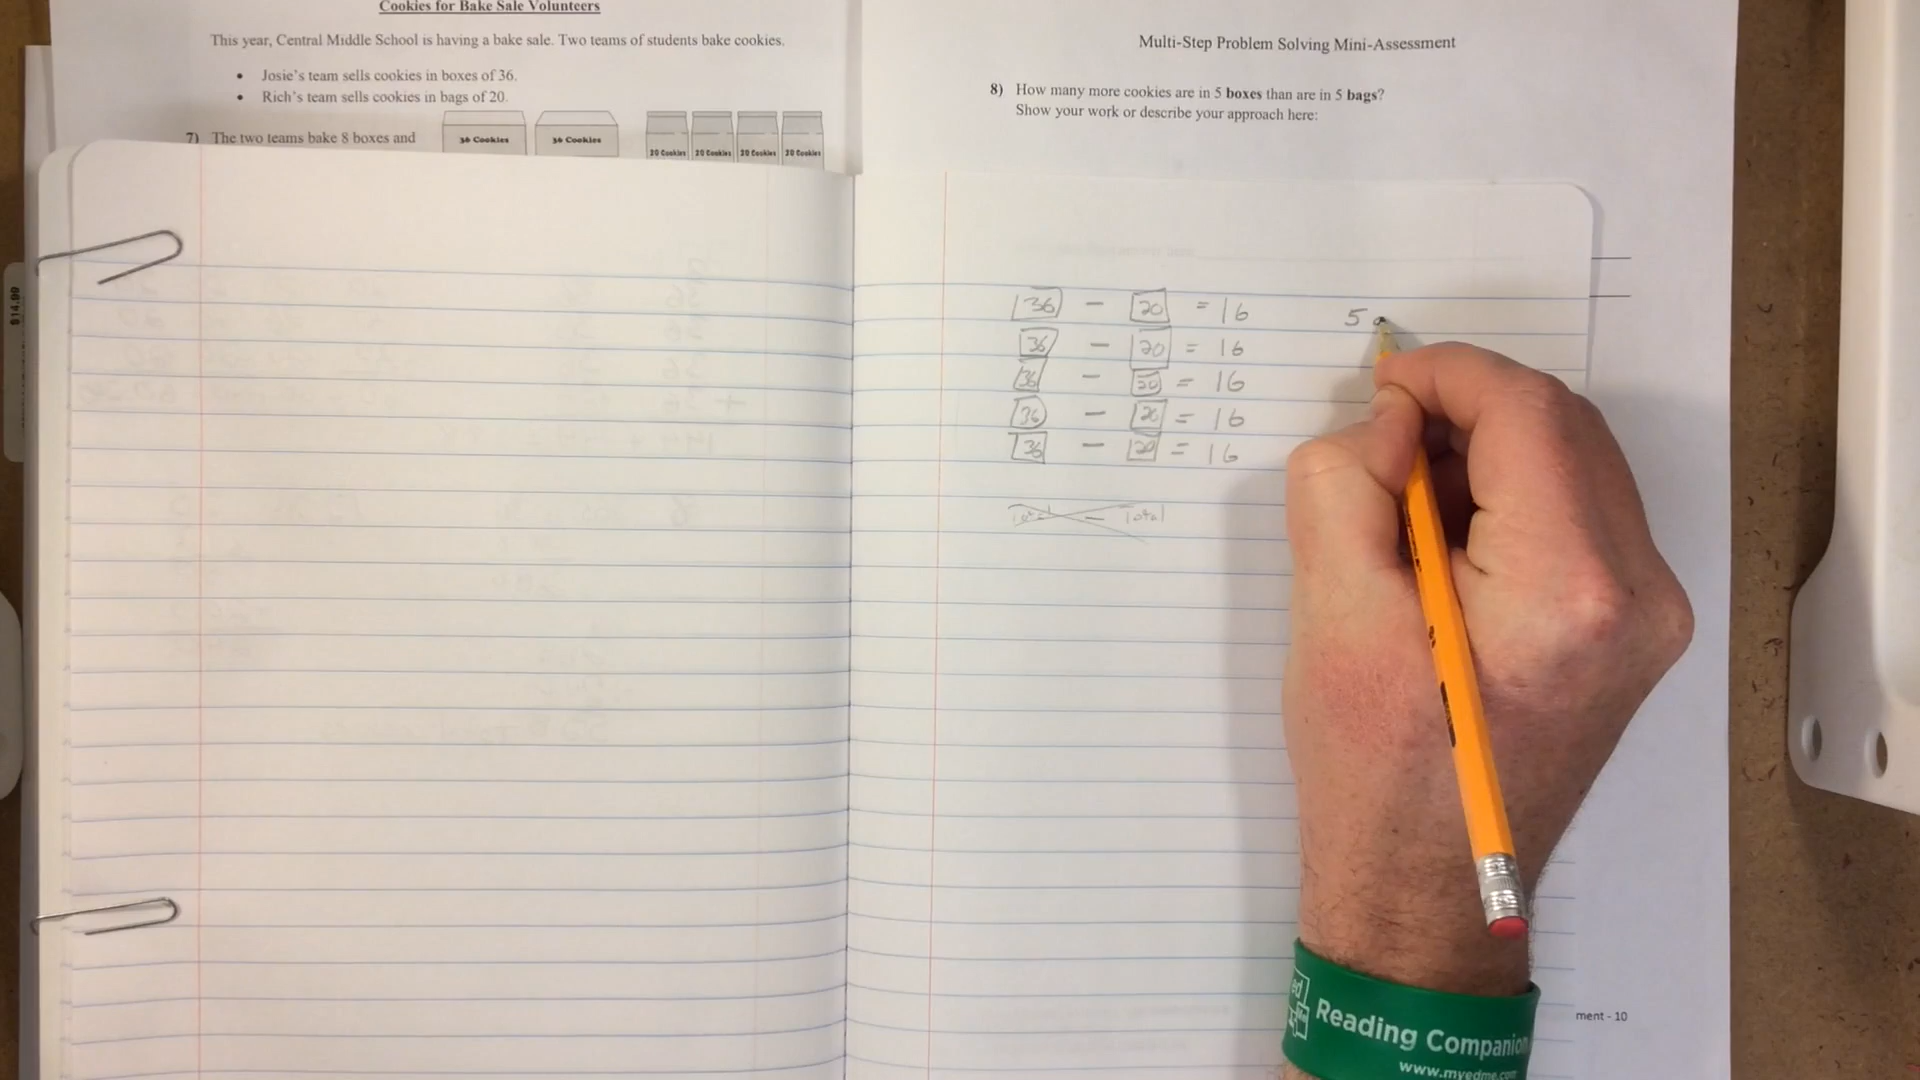 Cookies for Bake Sale Volunteers
This year, Central Middle School is having a bake sale. Two teams of students bake cookies.
• Josie's team sells cookies in boxes of 36.
• Rich's team sells cookies in bags of 20.
7) The two teams bake 8 boxes and
36 Cookies 36 Cookies 20 Cookies 20 Cookies 20 Cookies 20 Cookies
Multi-Step Problem Solving Mini-Assessment
8) How many more cookies are in 5 boxes than are in 5 bags?
Show your work or describe your approach here:
36 - 20 = 16
36 - 20 = 16
36 - 20 = 16
36 - 20 = 16
36 - 20 = 16
Total - Total
5
ment - 10
$14.99
Reading Companion
www.myedme.com